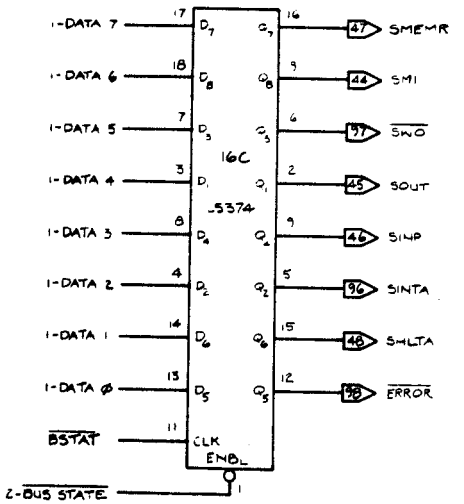 1-DATA 7 17 D7 Q7 16 47 SMEMR
1-DATA 6 18 D8 Q8 9 44 SM1
1-DATA 5 7 D3 Q3 6 97 SWO
16C
1-DATA 4 3 D1 Q1 2 45 SOUT
LS374
1-DATA 3 8 D4 Q4 9 46 SINP
1-DATA 2 4 D2 Q2 5 96 SINTA
1-DATA 1 14 D6 Q6 15 48 SHLTA
1-DATA 0 13 D5 Q5 12 98 ERROR
BSTAT 11 CLK
ENBL
2-BUS STATE 1